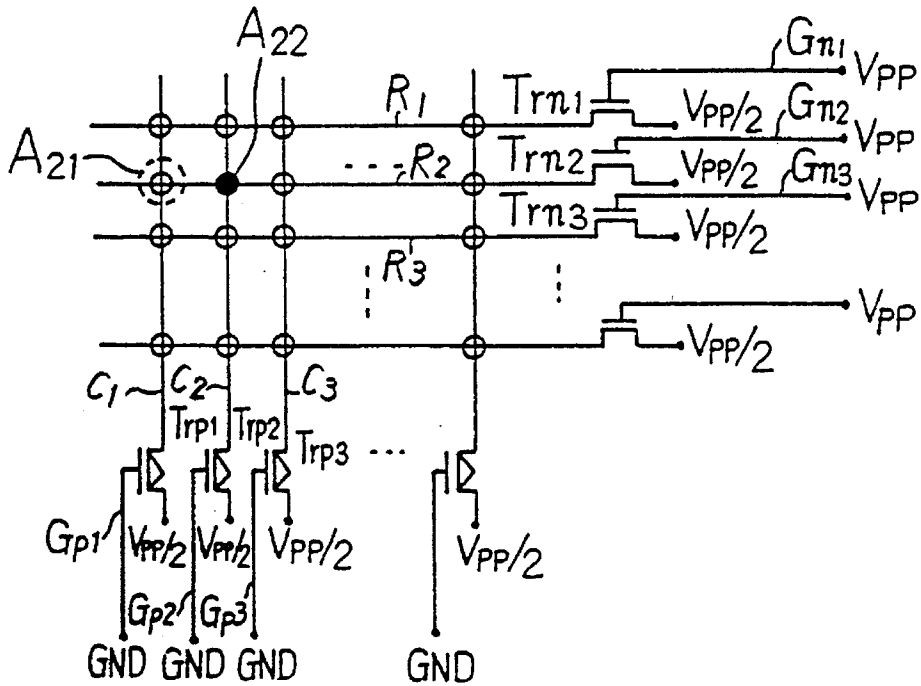 A22
Gn1
VPP
R1
Trn1
VPP/2
Gn2
VPP
A21
R2
Trn2
VPP/2
Gn3
VPP
Trn3
VPP/2
R3
VPP
VPP/2
C1
C2
C3
Trp1
Trp2
Trp3
Gp1
VPP/2
VPP/2
VPP/2
VPP/2
Gp2
Gp3
GND
GND
GND
GND